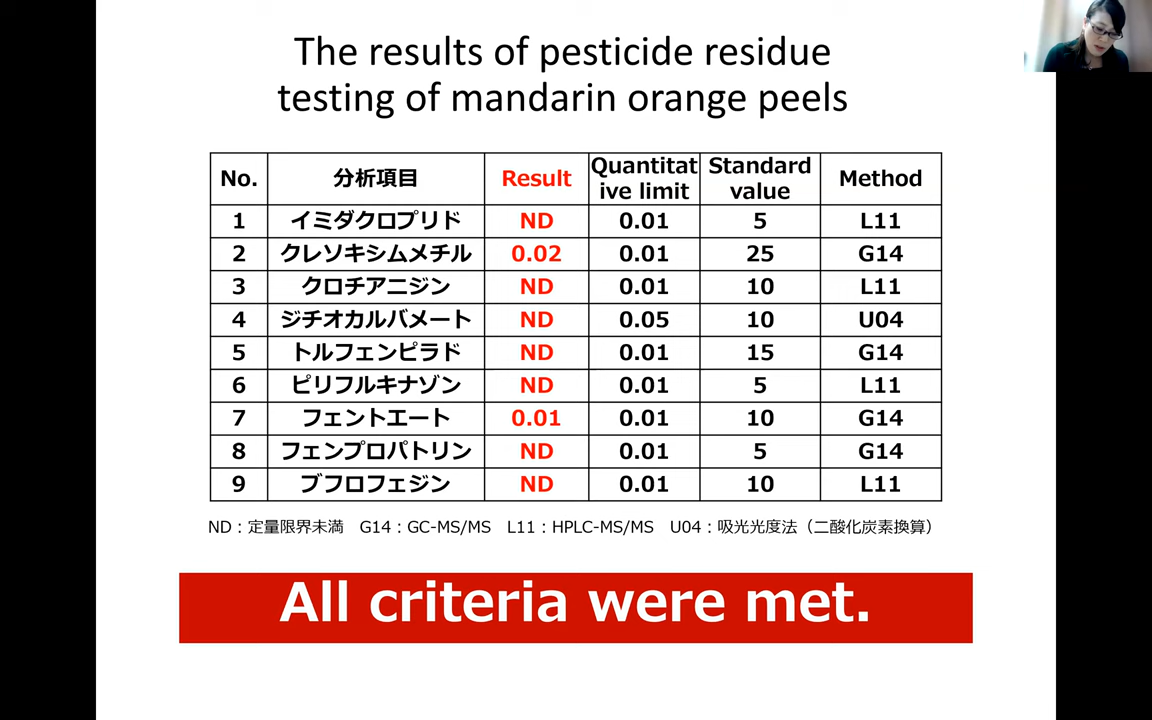 The results of pesticide residue
testing of mandarin orange peels
No. 分析項目 Result Quantitat Standard Method
ive limit value
1 イミダクロプリド ND 0.01 5 L11
2 クレソキシムメチル 0.02 0.01 25 G14
3 クロチアニジン ND 0.01 10 L11
4 ジチオカルバメート ND 0.05 10 U04
5 トルフェンピラド ND 0.01 15 G14
6 ピリフルキナゾン ND 0.01 5 L11
7 フェントエート 0.01 0.01 10 G14
8 フェンプロパトリン ND 0.01 5 G14
9 ブフロフェジン ND 0.01 10 L11
ND：定量限界未満 G14：GC-MS/MS L11：HPLC-MS/MS U04：吸光光度法（二酸化炭素換算）
All criteria were met.